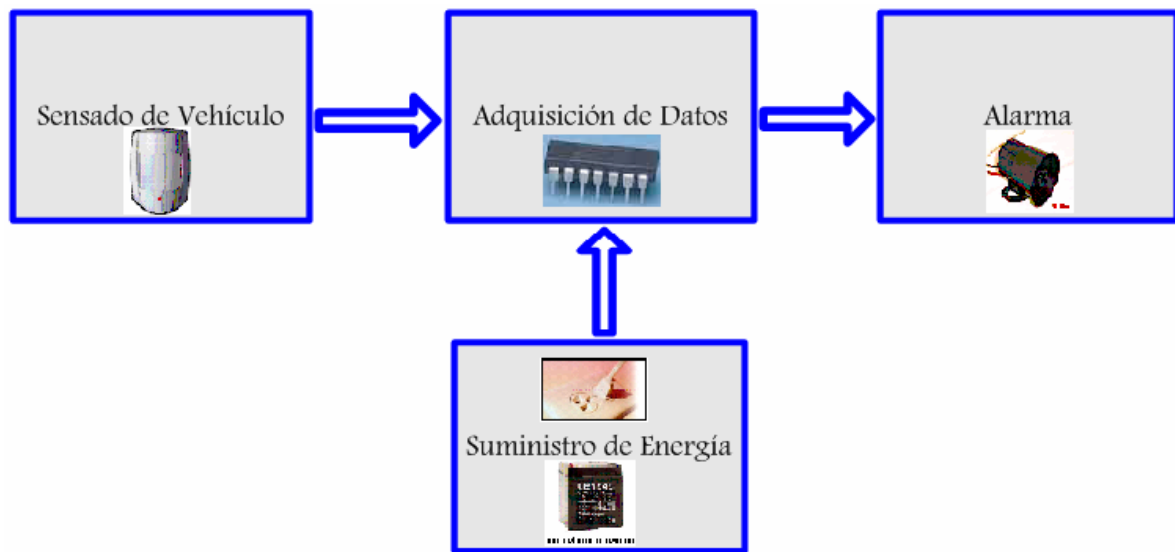 Sensado de Vehículo
Adquisición de Datos
Alarma
Suministro de Energía